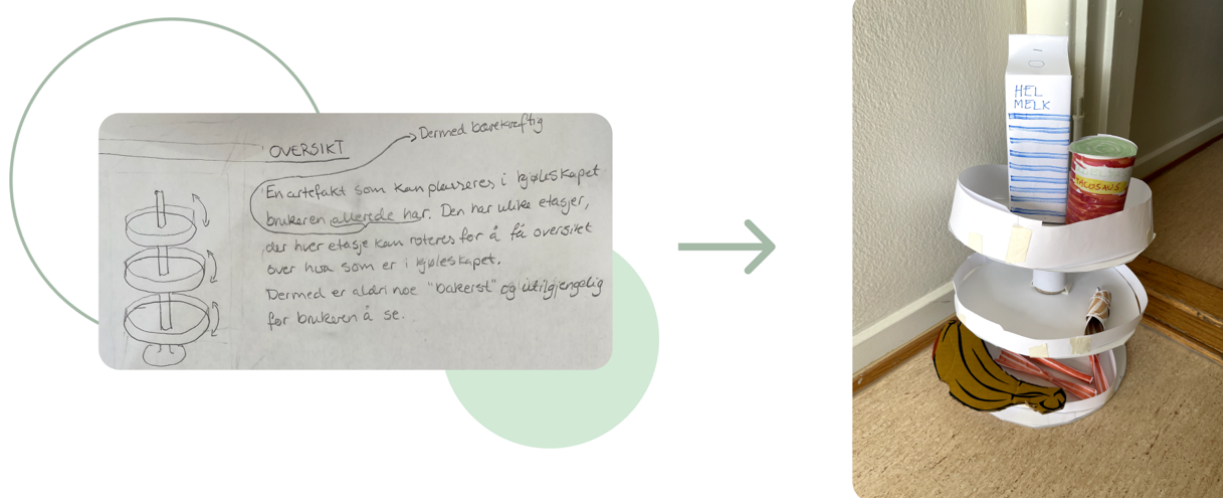 → Dermed bærekraftig
OVERSIKT
En artefakt som kan plasseres i kjøleskapet
brukeren allerede har. Den har ulike etasjer,
der hver etasje kan roteres for å få oversikt
over hva som er i kjøleskapet.
Dermed er aldri noe "bakerst" og utilgjengelig
for brukeren å se.
HEL
MELK
TACOSAUS